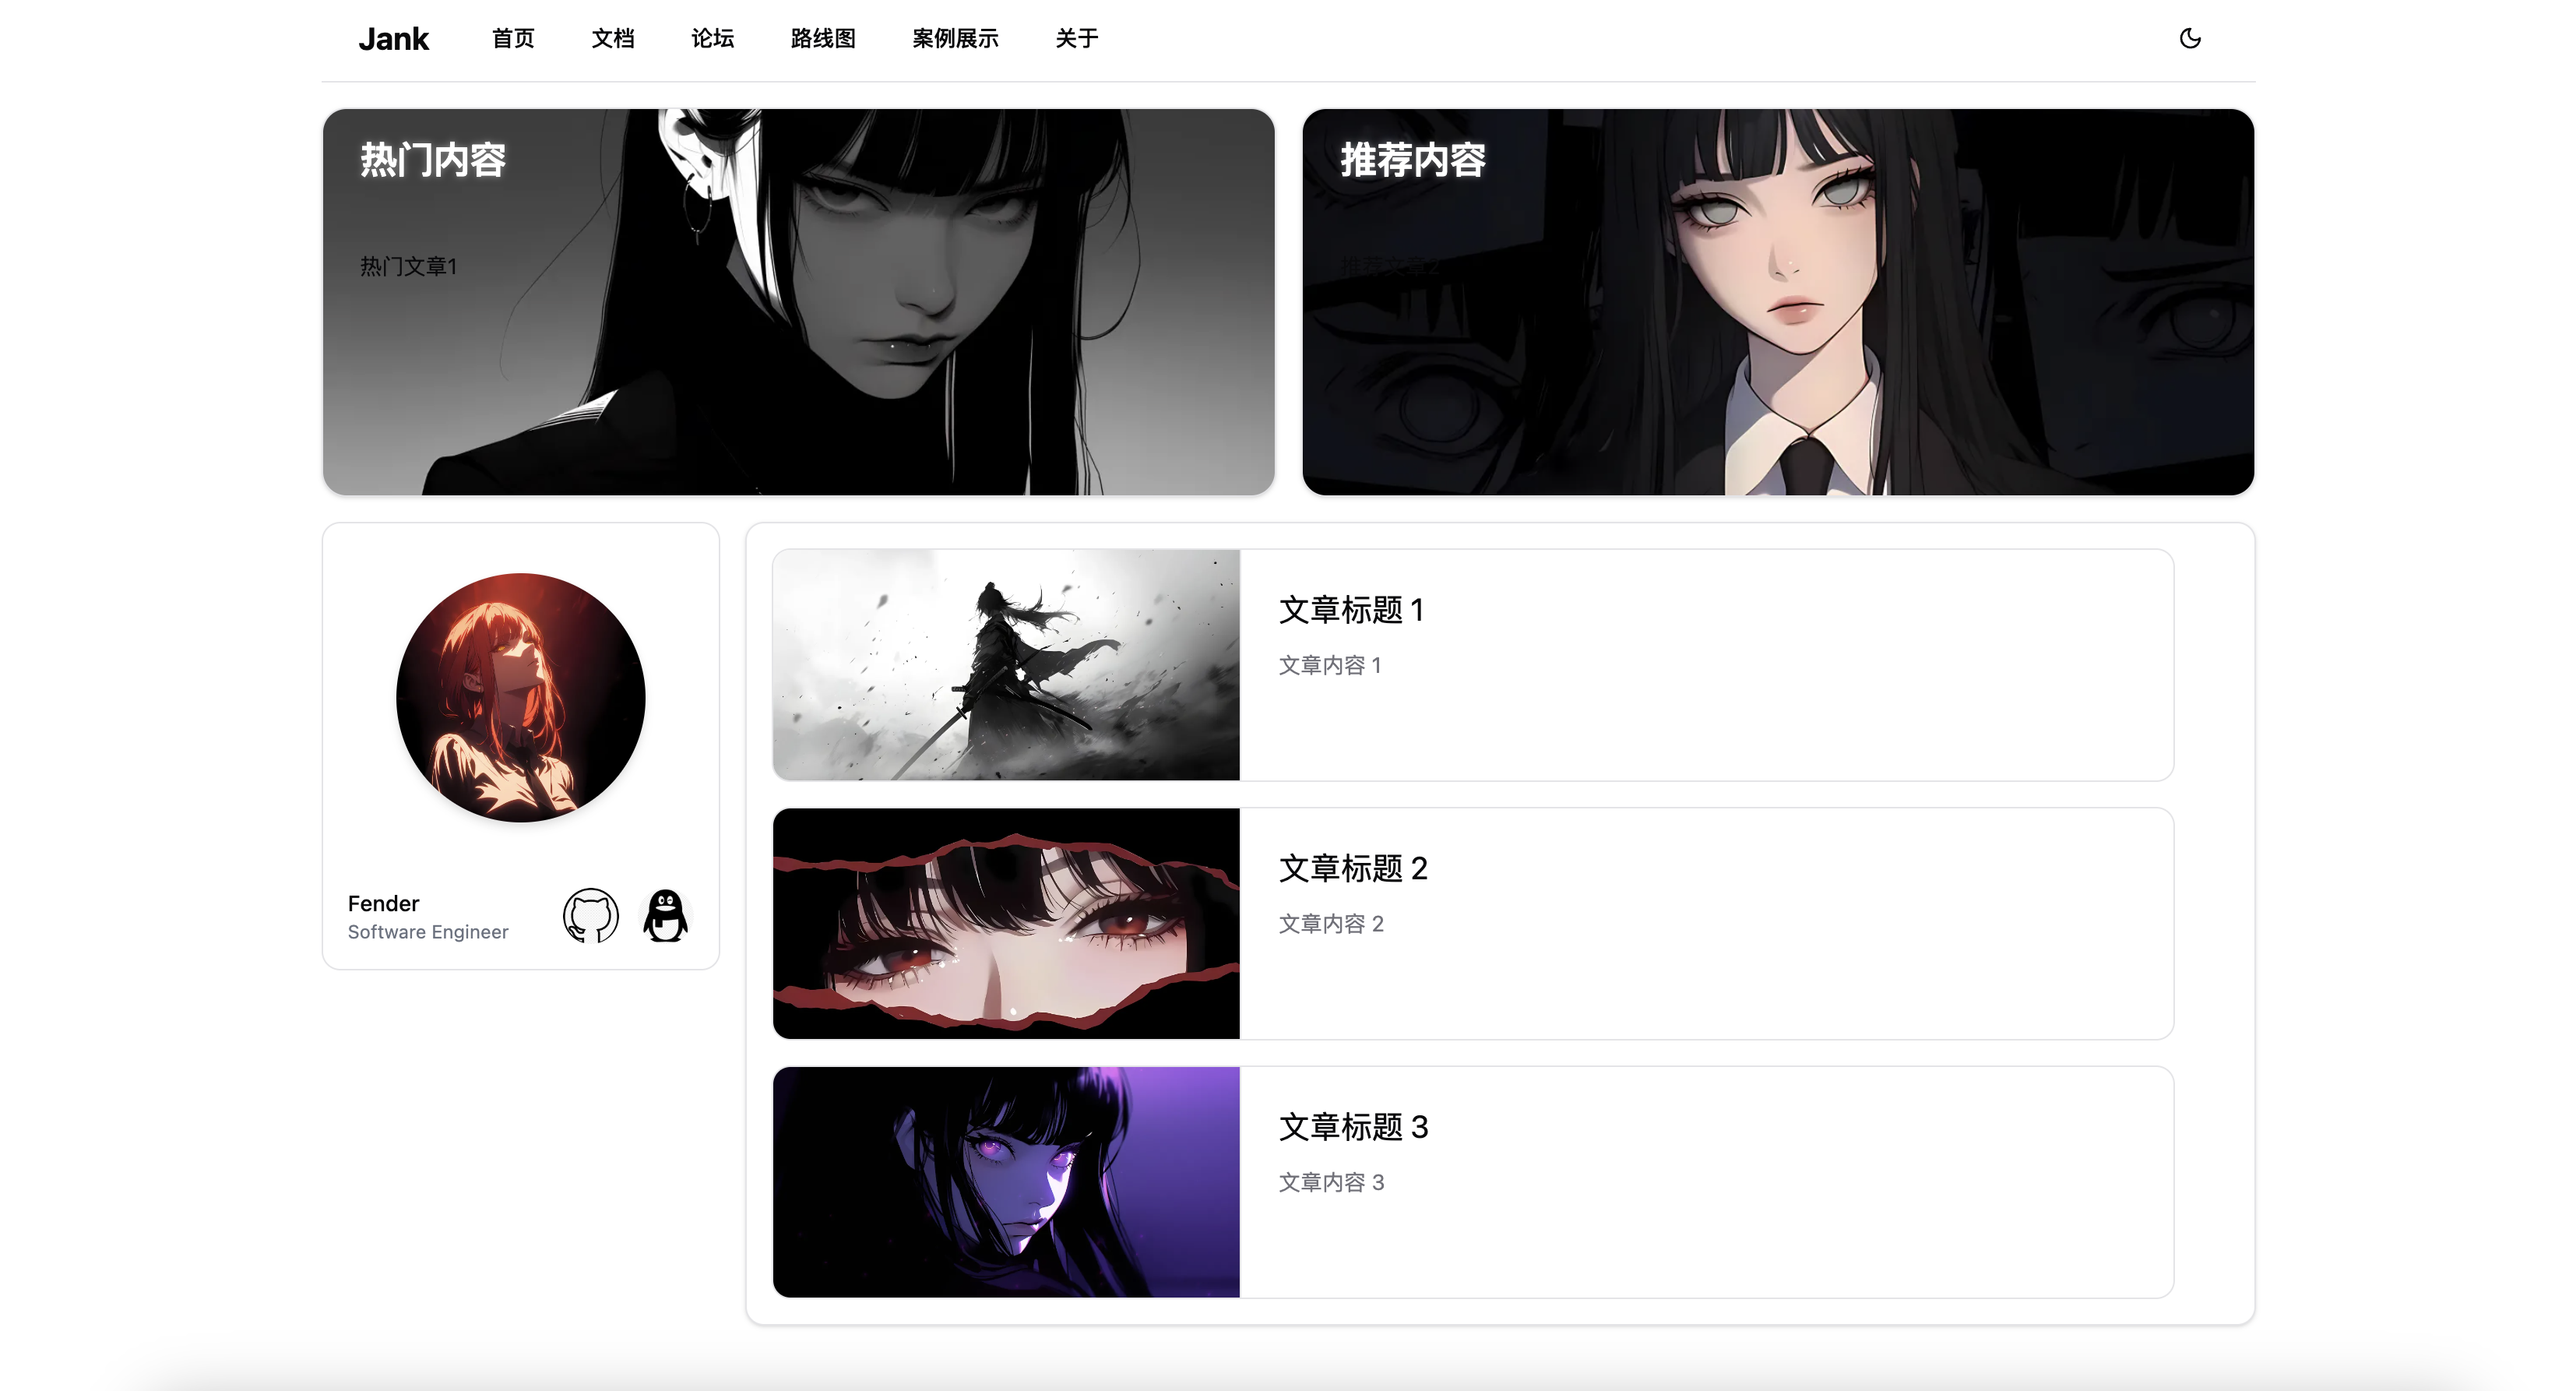 Jank 首页 文档 论坛 路线图 案例展示 关于
热门内容
热门文章1
推荐内容
推荐文章2
文章标题 1
文章内容 1
文章标题 2
文章内容 2
文章标题 3
文章内容 3
Fender
Software Engineer